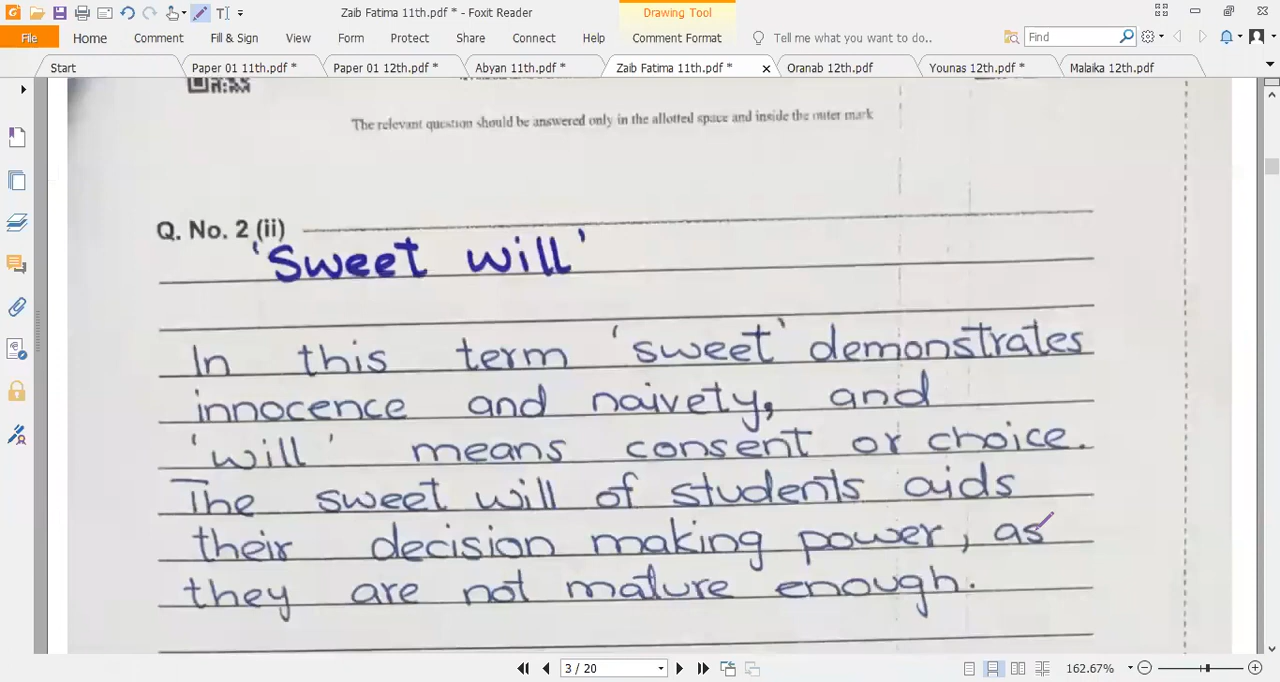 Zaib Fatima 11th.pdf * - Foxit Reader
Drawing Tool
File Home Comment Fill & Sign View Form Protect Share Connect Help Comment Format Tell me what you want to do.. Find
Start Paper 01 11th.pdf * Paper 01 12th.pdf * Abyan 11th.pdf * Zaib Fatima 11th.pdf * Oranab 12th.pdf Younas 12th.pdf * Malaika 12th.pdf
The relevant question should be answered only in the allotted space and inside the outer mark
Q. No. 2 (ii)
'Sweet will'
In this term 'sweet' demonstrates
innocence and naivety, and
'will' means consent or choice.
The sweet will of students aids
their decision making power, as
they are not mature enough.
3 / 20 162.67%